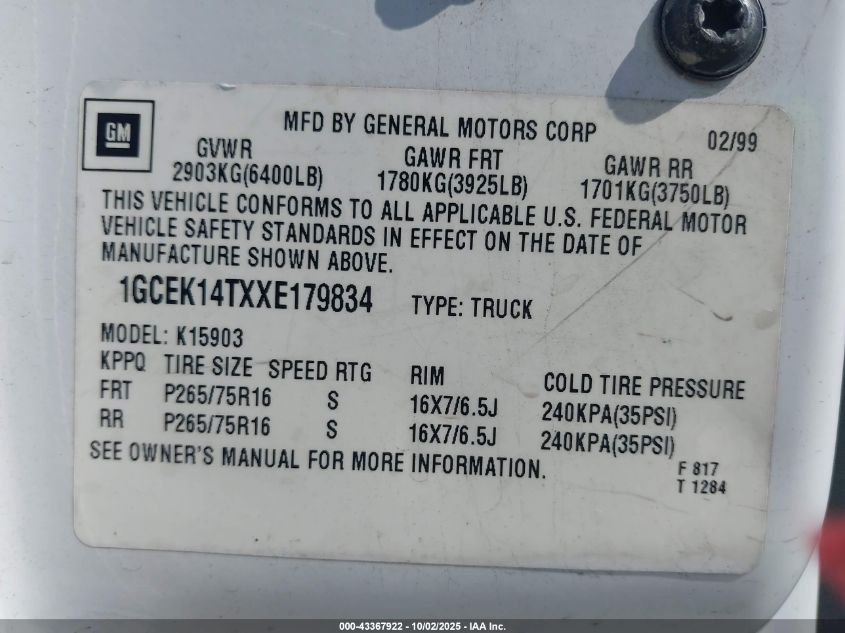 GM
MFD BY GENERAL MOTORS CORP 02/99
GVWR GAWR FRT GAWR RR
2903KG(6400LB) 1780KG(3925LB) 1701KG(3750LB)
THIS VEHICLE CONFORMS TO ALL APPLICABLE U.S. FEDERAL MOTOR
VEHICLE SAFETY STANDARDS IN EFFECT ON THE DATE OF
MANUFACTURE SHOWN ABOVE.
1GCEK14TXXE179834 TYPE: TRUCK
MODEL: K15903
KPPQ TIRE SIZE SPEED RTG RIM COLD TIRE PRESSURE
FRT P265/75R16 S 16X7/6.5J 240KPA(35PSI)
RR P265/75R16 S 16X7/6.5J 240KPA(35PSI)
SEE OWNER'S MANUAL FOR MORE INFORMATION.
F 817
T 1284
000-43367922 - 10/02/2025 - IAA Inc.